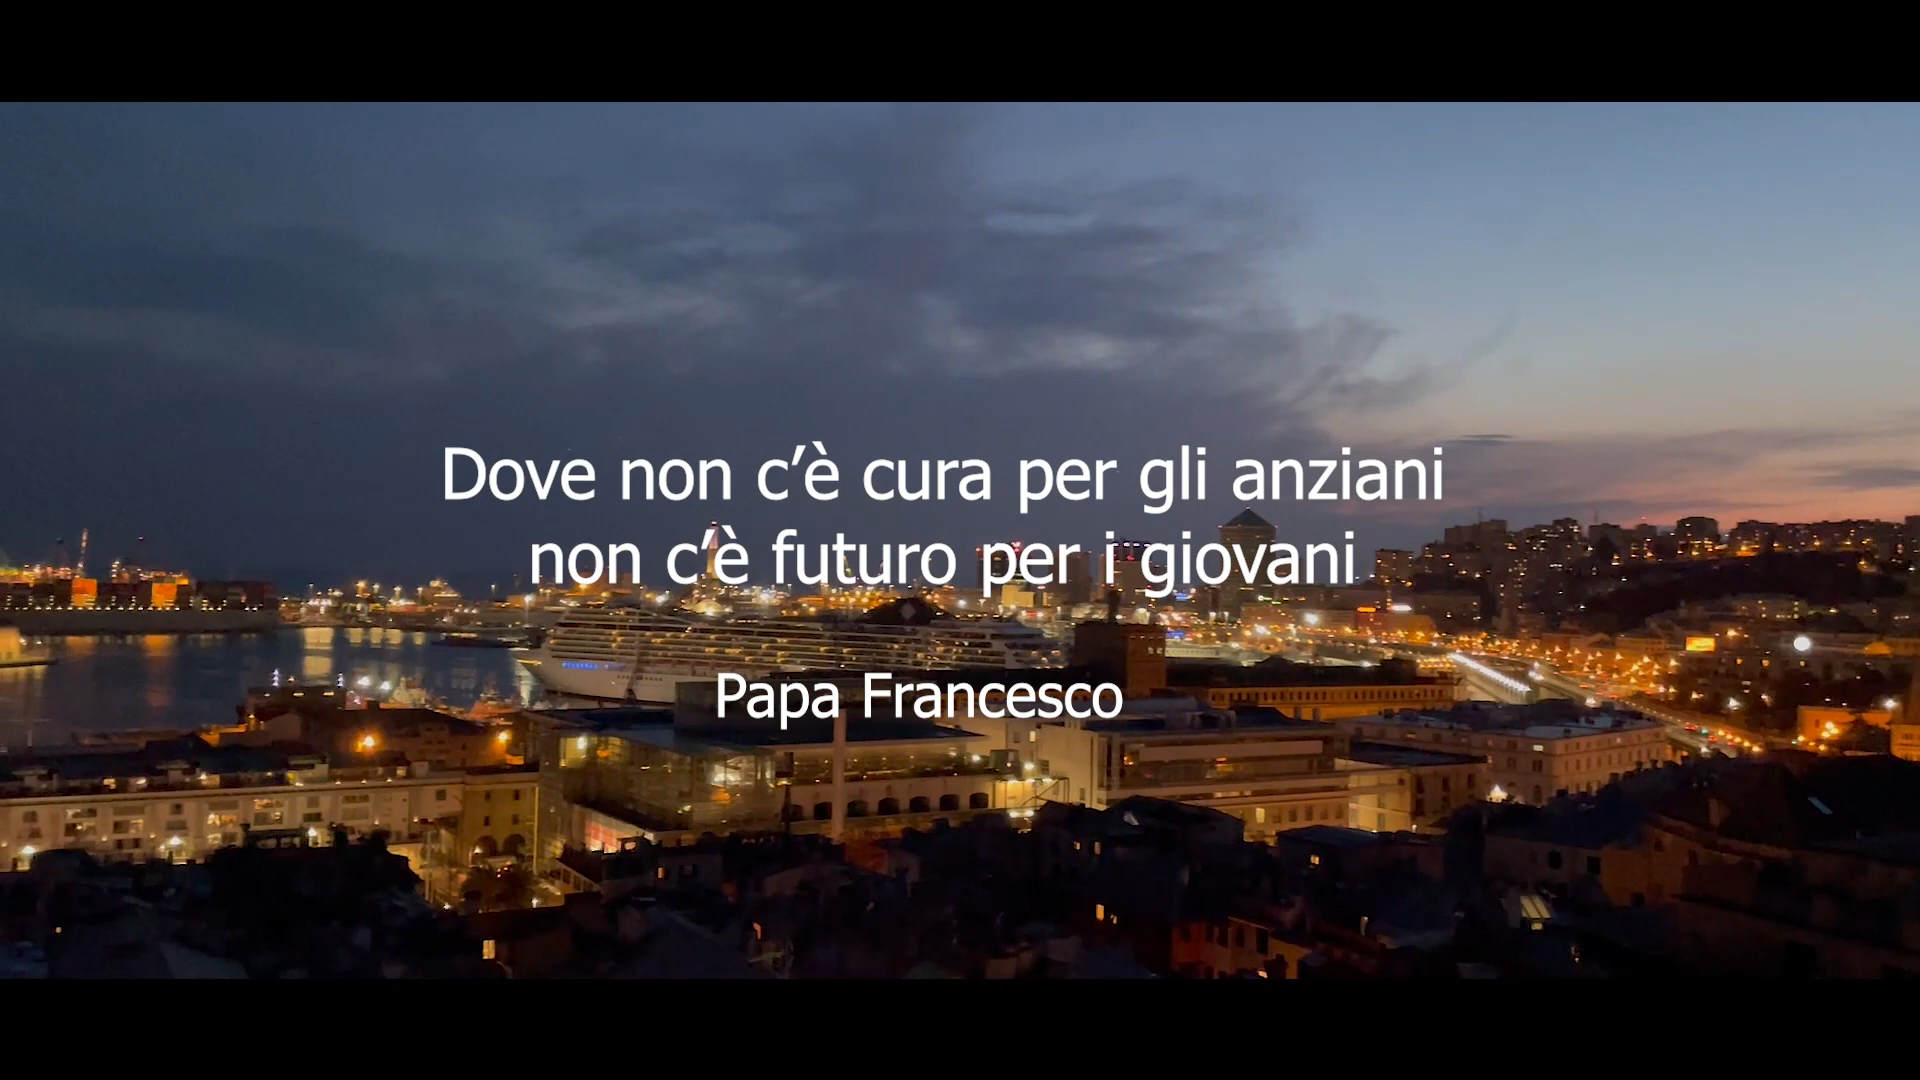 Dove non c’è cura per gli anziani
non c’è futuro per i giovani
Papa Francesco